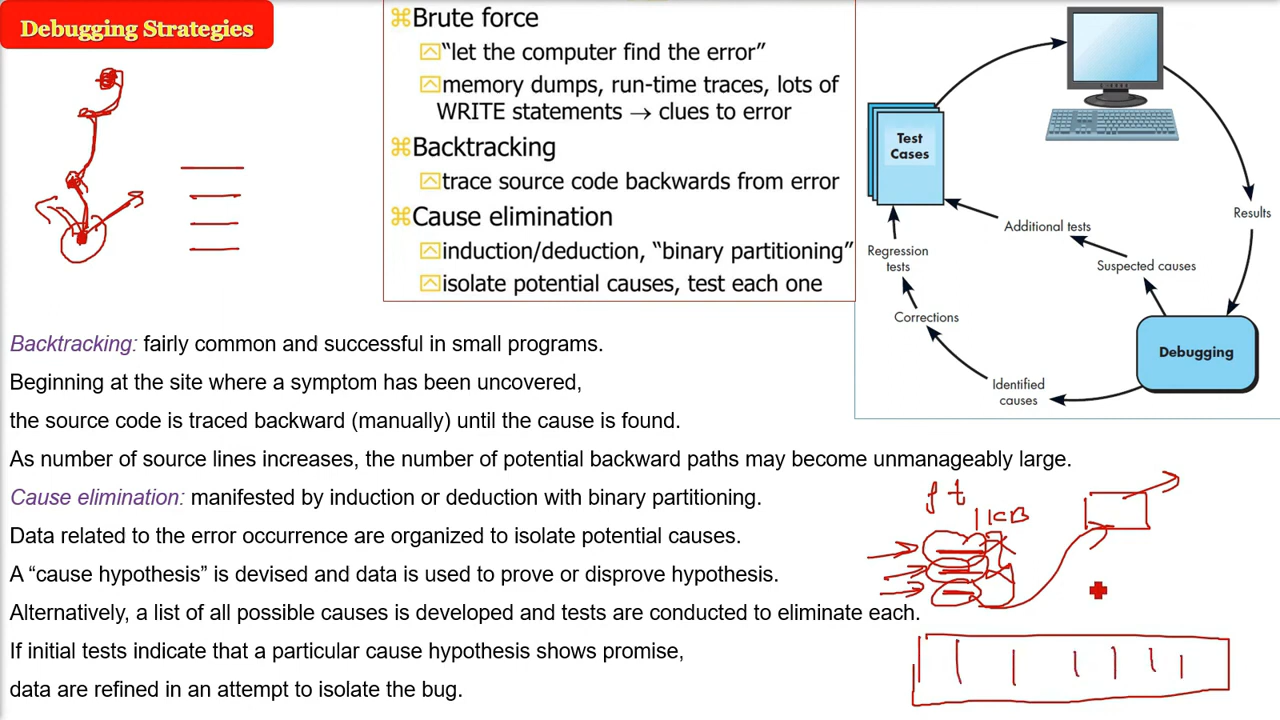 Debugging Strategies
Brute force
“let the computer find the error”
memory dumps, run-time traces, lots of
WRITE statements → clues to error
Backtracking
trace source code backwards from error
Cause elimination
induction/deduction, “binary partitioning”
isolate potential causes, test each one
Test
Cases
Results
Additional tests
Suspected causes
Regression
tests
Corrections
Debugging
Identified
causes
Backtracking: fairly common and successful in small programs.
Beginning at the site where a symptom has been uncovered,
the source code is traced backward (manually) until the cause is found.
As number of source lines increases, the number of potential backward paths may become unmanageably large.
Cause elimination: manifested by induction or deduction with binary partitioning.
Data related to the error occurrence are organized to isolate potential causes.
A “cause hypothesis” is devised and data is used to prove or disprove hypothesis.
Alternatively, a list of all possible causes is developed and tests are conducted to eliminate each.
If initial tests indicate that a particular cause hypothesis shows promise,
data are refined in an attempt to isolate the bug.